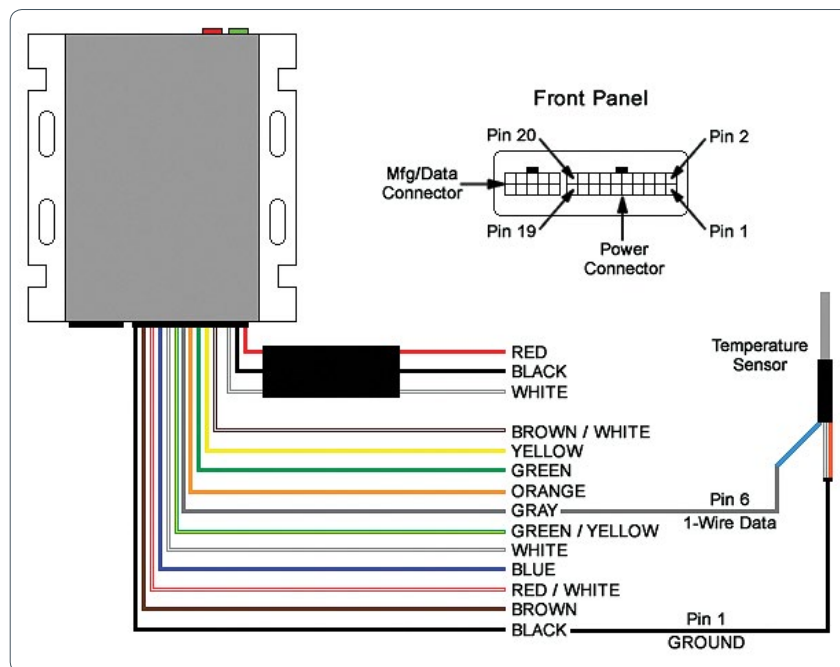 Front Panel
Pin 20
Pin 2
Mfg/Data
Connector
Pin 19
Pin 1
Power
Connector
Temperature
Sensor
RED
BLACK
WHITE
BROWN / WHITE
YELLOW
GREEN
ORANGE
GRAY
Pin 6
1-Wire Data
GREEN / YELLOW
WHITE
BLUE
RED / WHITE
BROWN
BLACK
Pin 1
GROUND